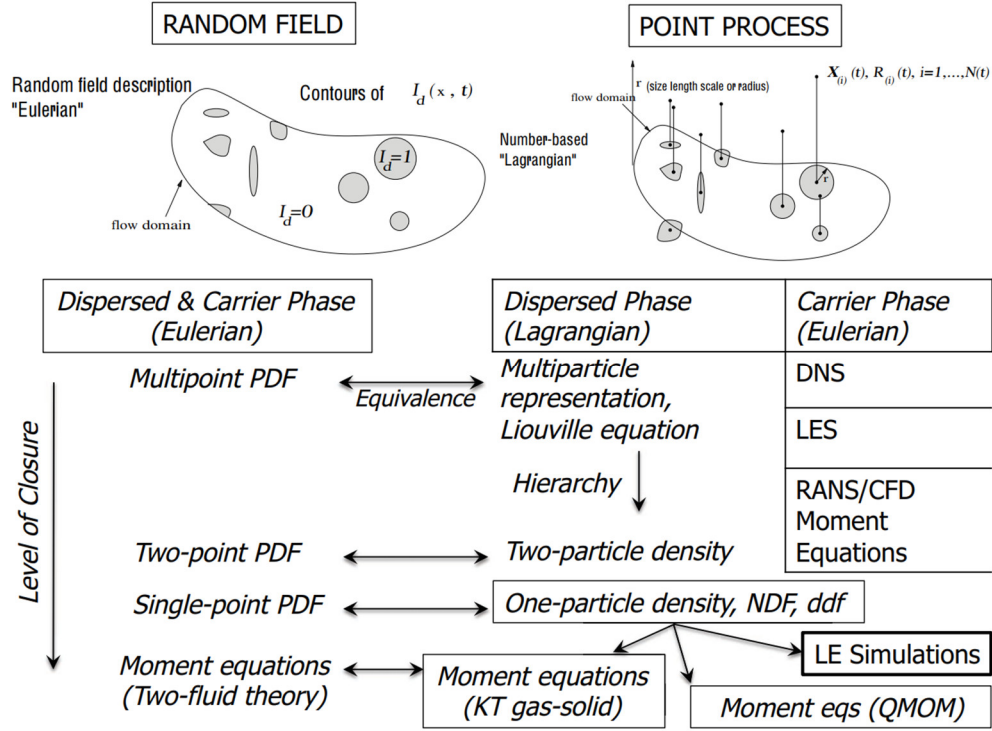 RANDOM FIELD
POINT PROCESS
Random field description
"Eulerian"
Contours of I_d (x , t)
I_d=1
I_d=0
flow domain
X_(i) (t), R_(i) (t), i=1,...,N(t)
r (size length scale or radius)
flow domain
Number-based
"Lagrangian"
r
Dispersed & Carrier Phase
(Eulerian)
Dispersed Phase
(Lagrangian)
Carrier Phase
(Eulerian)
Level of Closure
Multipoint PDF
Equivalence
Multiparticle
representation,
Liouville equation
DNS
LES
RANS/CFD
Moment
Equations
Hierarchy
Two-point PDF
Two-particle density
Single-point PDF
One-particle density, NDF, ddf
LE Simulations
Moment equations
(Two-fluid theory)
Moment equations
(KT gas-solid)
Moment eqs (QMOM)